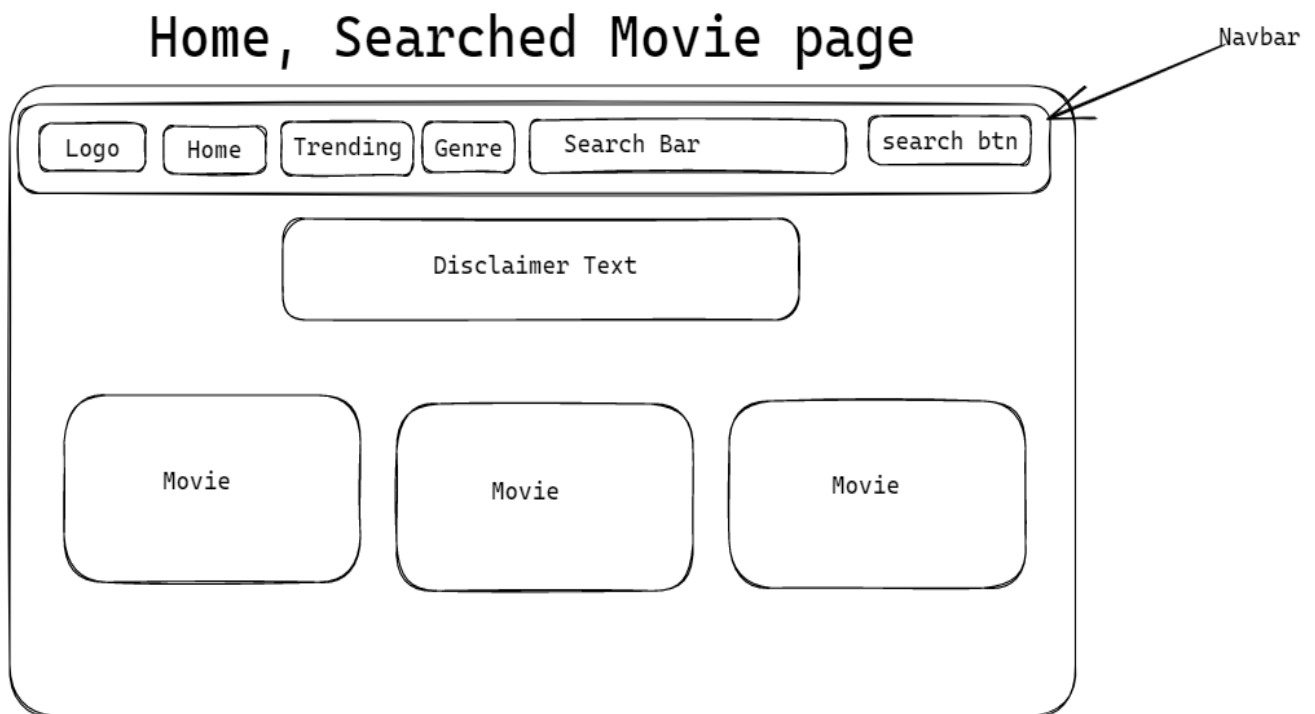 Home, Searched Movie page
Navbar
Logo
Home
Trending
Genre
Search Bar
search btn
Disclaimer Text
Movie
Movie
Movie